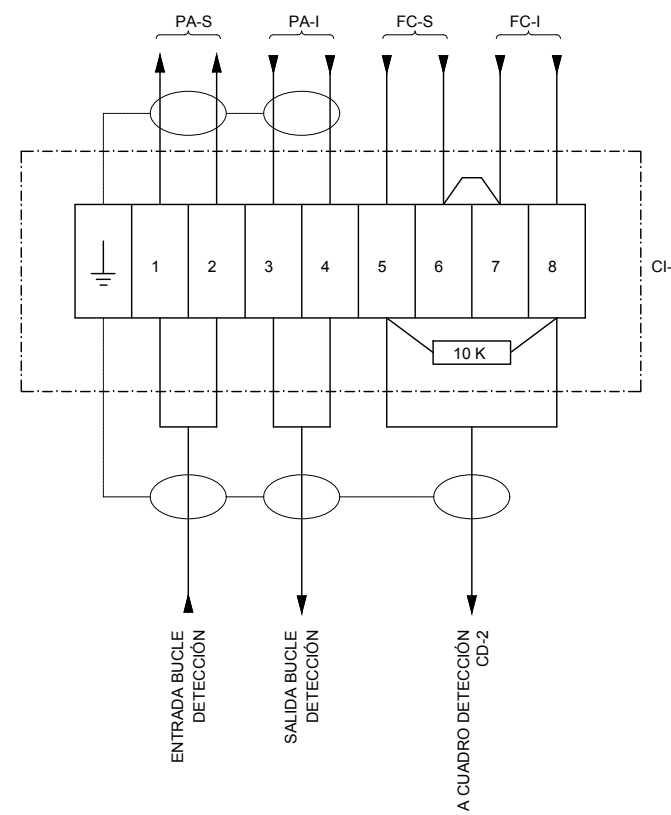 PA-S
PA-I
FC-S
FC-I
1
2
3
4
5
6
7
8
CI-
10 K
ENTRADA BUCLE
DETECCIÓN
SALIDA BUCLE
DETECCIÓN
A CUADRO DETECCIÓN
CD-2